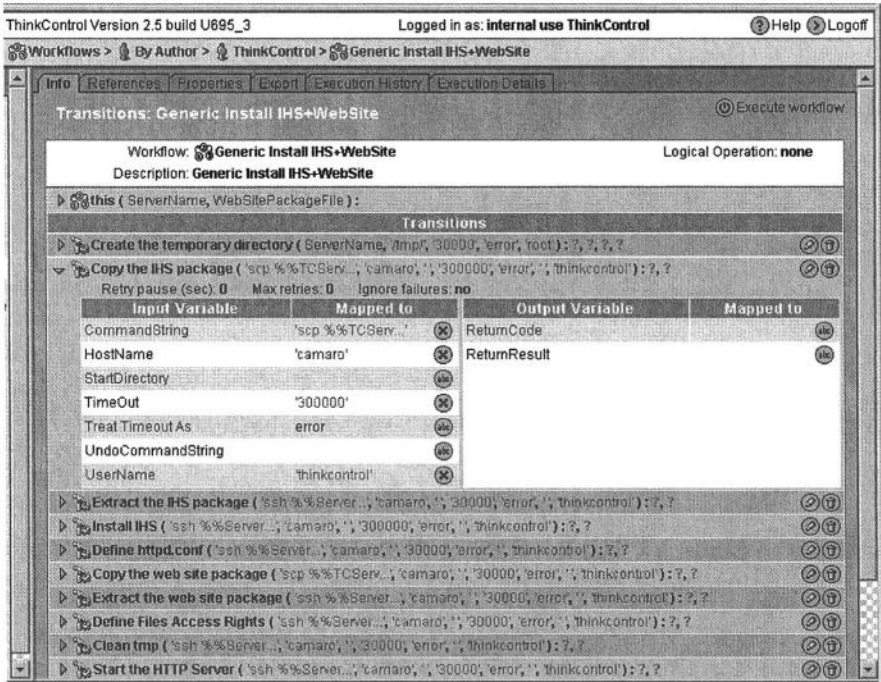 ThinkControl Version 2.5 build U695_3 Logged in as: internal use ThinkControl Help Logoff
Workflows > By Author > ThinkControl > Generic Install IHS+WebSite
Info References Properties Export Execution History Execution Details
Transitions: Generic Install IHS+WebSite Execute workflow
Workflow: Generic Install IHS+WebSite Logical Operation: none
Description: Generic Install IHS+WebSite
this ( ServerName, WebSitePackageFile ) :
Transitions
Create the temporary directory ( ServerName, '/tmp/', '30000', 'error', 'root' ) : ?, ?, ?, ?
Copy the IHS package ( 'scp %%TCServ...', 'camaro', '', '300000', 'error', '', 'thinkcontrol' ) : ?, ?
Retry pause (sec): 0 Max retries: 0 Ignore failures: no
Input Variable Mapped to Output Variable Mapped to
CommandString 'scp %%TCServ...' ReturnCode abc
HostName 'camaro' ReturnResult abc
StartDirectory abc
TimeOut '300000'
Treat Timeout As error abc
UndoCommandString abc
UserName 'thinkcontrol'
Extract the IHS package ( 'ssh %%Server...', 'camaro', '', '30000', 'error', '', 'thinkcontrol' ) : ?, ?
Install IHS ( 'ssh %%Server...', 'camaro', '', '300000', 'error', '', 'thinkcontrol' ) : ?, ?
Define httpd.conf ( 'ssh %%Server...', 'camaro', '', '30000', 'error', '', 'thinkcontrol' ) : ?, ?
Copy the web site package ( 'scp %%TCServ...', 'camaro', '', '30000', 'error', '', 'thinkcontrol' ) : ?, ?
Extract the web site package ( 'ssh %%Server...', 'camaro', '', '30000', 'error', '', 'thinkcontrol' ) : ?, ?
Define Files Access Rights ( 'ssh %%Server...', 'camaro', '', '30000', 'error', '', 'thinkcontrol' ) : ?, ?
Clean tmp ( 'ssh %%Server...', 'camaro', '', '30000', 'error', '', 'thinkcontrol' ) : ?, ?
Start the HTTP Server ( 'ssh %%Server...', 'camaro', '', '30000', 'error', '', 'thinkcontrol' ) : ?, ?